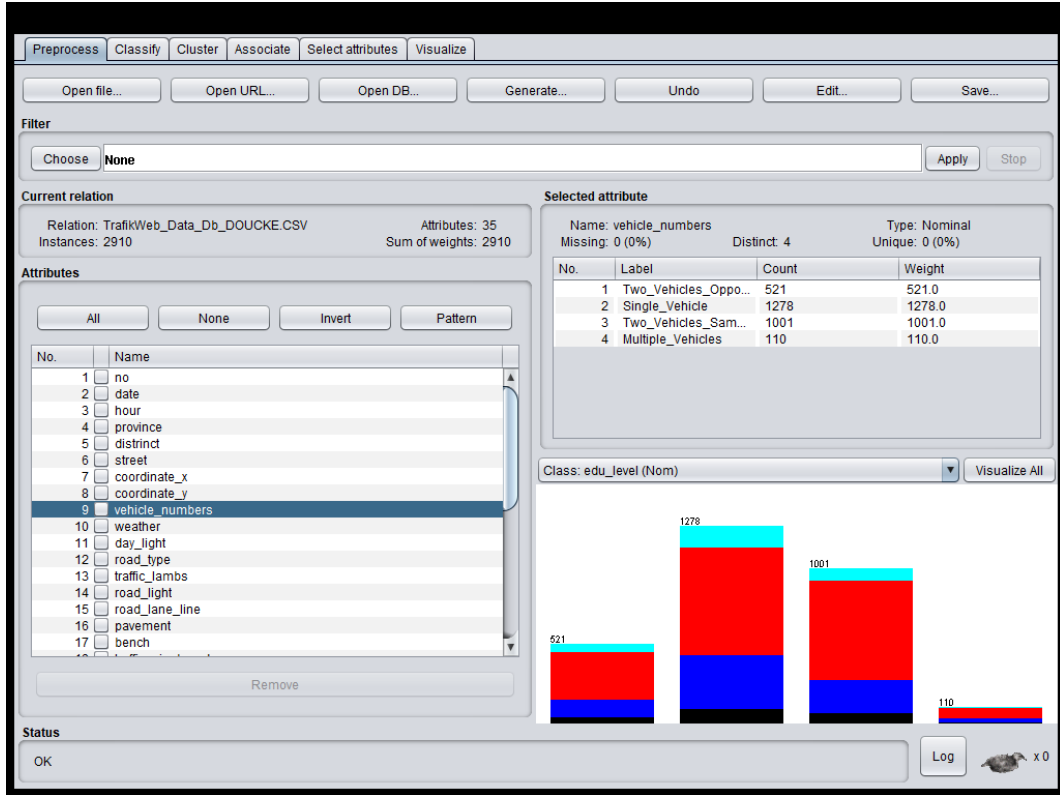 Preprocess Classify Cluster Associate Select attributes Visualize
Open file... Open URL... Open DB... Generate... Undo Edit... Save...
Filter
Choose None Apply Stop
Current relation
Relation: TrafikWeb_Data_Db_DOUCKE.CSV Attributes: 35
Instances: 2910 Sum of weights: 2910
Attributes
All None Invert Pattern
No. Name
1 no
2 date
3 hour
4 province
5 distrinct
6 street
7 coordinate_x
8 coordinate_y
9 vehicle_numbers
10 weather
11 day_light
12 road_type
13 traffic_lambs
14 road_light
15 road_lane_line
16 pavement
17 bench
Remove
Selected attribute
Name: vehicle_numbers Type: Nominal
Missing: 0 (0%) Distinct: 4 Unique: 0 (0%)
No. Label Count Weight
1 Two_Vehicles_Oppo... 521 521.0
2 Single_Vehicle 1278 1278.0
3 Two_Vehicles_Sam... 1001 1001.0
4 Multiple_Vehicles 110 110.0
Class: edu_level (Nom) Visualize All
1278
1001
521
110
Status
OK Log x 0